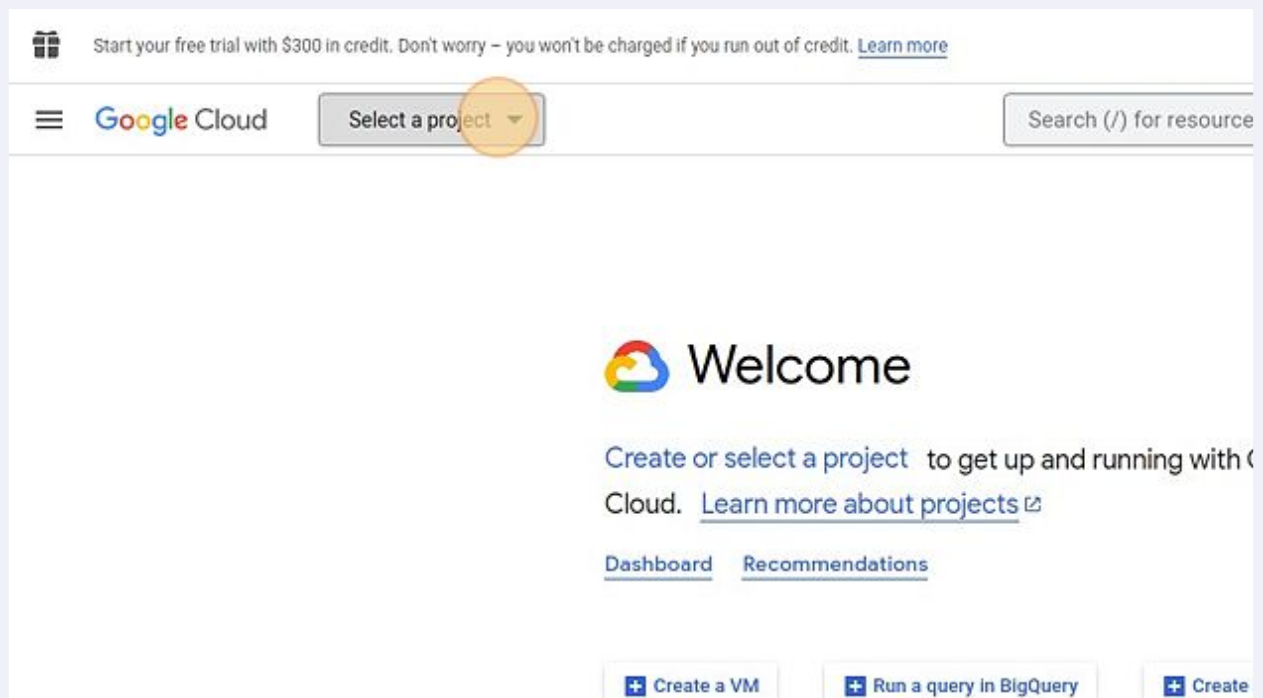 Start your free trial with $300 in credit. Don't worry – you won't be charged if you run out of credit. Learn more
Google Cloud
Select a project
Search (/) for resource
Welcome
Create or select a project to get up and running with
Cloud. Learn more about projects
Dashboard Recommendations
Create a VM
Run a query in BigQuery
Create